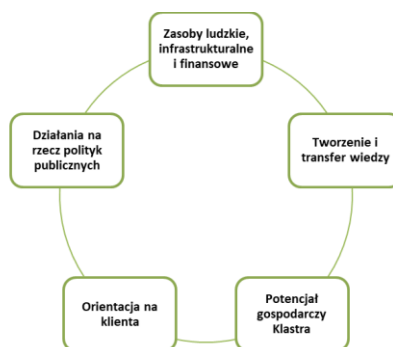 Zasoby ludzkie,
infrastrukturalne
i finansowe
Tworzenie i
transfer wiedzy
Potencjał
gospodarczy
Klastra
Orientacja na
klienta
Działania na
rzecz polityk
publicznych